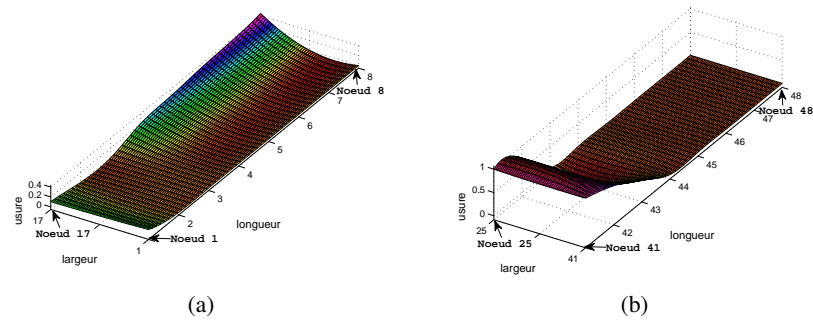 8
7
Noeud 8
6
5
4
3
2
1
longueur
0.4
0.2
0
usure
17
Noeud 17
Noeud 1
largeur
(a)
48
47
Noeud 48
46
45
44
43
42
41
longueur
1
0.5
0
usure
25
Noeud 25
Noeud 41
largeur
(b)